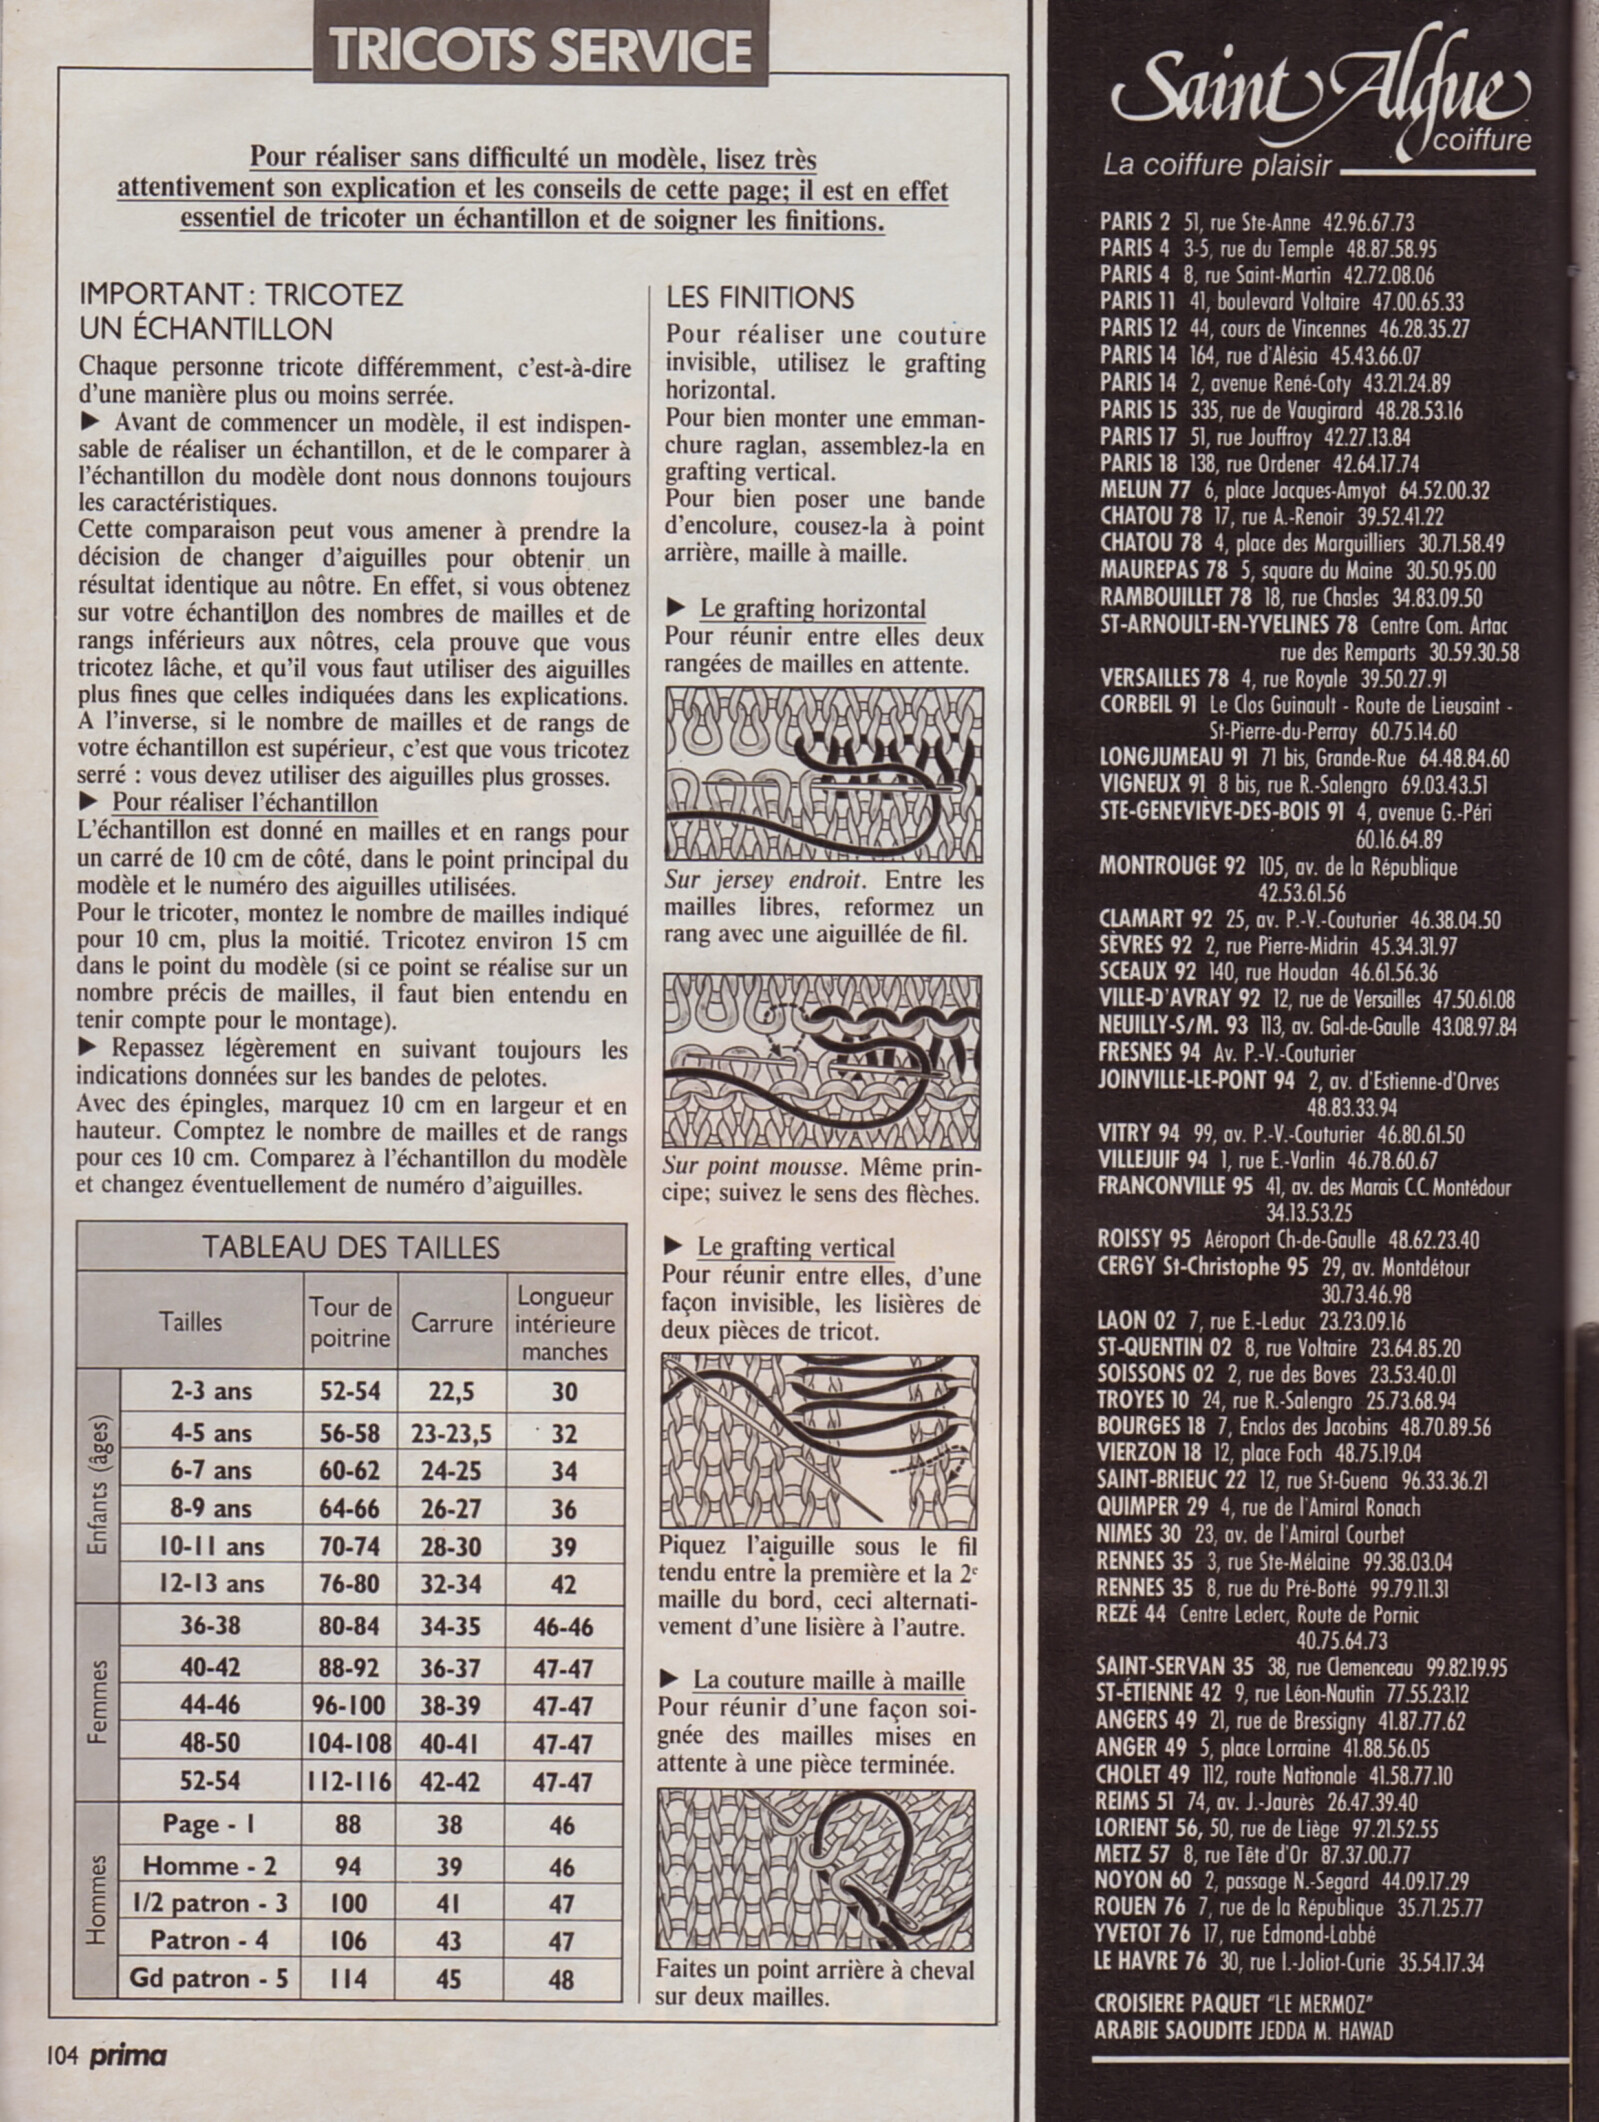 TRICOTS SERVICE
Pour réaliser sans difficulté un modèle, lisez très
attentivement son explication et les conseils de cette page; il est en effet
essentiel de tricoter un échantillon et de soigner les finitions.
IMPORTANT : TRICOTEZ
UN ÉCHANTILLON
Chaque personne tricote différemment, c'est-à-dire
d'une manière plus ou moins serrée.
► Avant de commencer un modèle, il est indispen-
sable de réaliser un échantillon, et de le comparer à
l'échantillon du modèle dont nous donnons toujours
les caractéristiques.
Cette comparaison peut vous amener à prendre la
décision de changer d'aiguilles pour obtenir un
résultat identique au nôtre. En effet, si vous obtenez
sur votre échantillon des nombres de mailles et de
rangs inférieurs aux nôtres, cela prouve que vous
tricotez lâche, et qu'il vous faut utiliser des aiguilles
plus fines que celles indiquées dans les explications.
A l'inverse, si le nombre de mailles et de rangs de
votre échantillon est supérieur, c'est que vous tricotez
serré : vous devez utiliser des aiguilles plus grosses.
► Pour réaliser l'échantillon
L'échantillon est donné en mailles et en rangs pour
un carré de 10 cm de côté, dans le point principal du
modèle et le numéro des aiguilles utilisées.
Pour le tricoter, montez le nombre de mailles indiqué
pour 10 cm, plus la moitié. Tricotez environ 15 cm
dans le point du modèle (si ce point se réalise sur un
nombre précis de mailles, il faut bien entendu en
tenir compte pour le montage).
► Repassez légèrement en suivant toujours les
indications données sur les bandes de pelotes.
Avec des épingles, marquez 10 cm en largeur et en
hauteur. Comptez le nombre de mailles et de rangs
pour ces 10 cm. Comparez à l'échantillon du modèle
et changez éventuellement de numéro d'aiguilles.
TABLEAU DES TAILLES
Tailles Tour de poitrine Carrure Longueur intérieure manches
Enfants (âges)
2-3 ans 52-54 22,5 30
4-5 ans 56-58 23-23,5 32
6-7 ans 60-62 24-25 34
8-9 ans 64-66 26-27 36
10-11 ans 70-74 28-30 39
12-13 ans 76-80 32-34 42
Femmes
36-38 80-84 34-35 46-46
40-42 88-92 36-37 47-47
44-46 96-100 38-39 47-47
48-50 104-108 40-41 47-47
52-54 112-116 42-42 47-47
Hommes
Page - 1 88 38 46
Homme - 2 94 39 46
1/2 patron - 3 100 41 47
Patron - 4 106 43 47
Gd patron - 5 114 45 48
LES FINITIONS
Pour réaliser une couture
invisible, utilisez le grafting
horizontal.
Pour bien monter une emman-
chure raglan, assemblez-la en
grafting vertical.
Pour bien poser une bande
d'encolure, cousez-la à point
arrière, maille à maille.
► Le grafting horizontal
Pour réunir entre elles deux
rangées de mailles en attente.
Sur jersey endroit. Entre les
mailles libres, reformez un
rang avec une aiguillée de fil.
Sur point mousse. Même prin-
cipe; suivez le sens des flèches.
► Le grafting vertical
Pour réunir entre elles, d'une
façon invisible, les lisières de
deux pièces de tricot.
Piquez l'aiguille sous le fil
tendu entre la première et la 2e
maille du bord, ceci alternati-
vement d'une lisière à l'autre.
► La couture maille à maille
Pour réunir d'une façon soi-
gnée des mailles mises en
attente à une pièce terminée.
Faites un point arrière à cheval
sur deux mailles.
104 prima
Saint Algue
coiffure
La coiffure plaisir
PARIS 2 51, rue Ste-Anne 42.96.67.73
PARIS 4 3-5, rue du Temple 48.87.58.95
PARIS 4 8, rue Saint-Martin 42.72.08.06
PARIS 11 41, boulevard Voltaire 47.00.65.33
PARIS 12 44, cours de Vincennes 46.28.35.27
PARIS 14 164, rue d'Alésia 45.43.66.07
PARIS 14 2, avenue René-Coty 43.21.24.89
PARIS 15 335, rue de Vaugirard 48.28.53.16
PARIS 17 51, rue Jouffroy 42.27.13.84
PARIS 18 138, rue Ordener 42.64.17.74
MELUN 77 6, place Jacques-Amyot 64.52.00.32
CHATOU 78 17, rue A.-Renoir 39.52.41.22
CHATOU 78 4, place des Marguilliers 30.71.58.49
MAUREPAS 78 5, square du Maine 30.50.95.00
RAMBOUILLET 78 18, rue Chasles 34.83.09.50
ST-ARNOULT-EN-YVELINES 78 Centre Com. Artac
rue des Remparts 30.59.30.58
VERSAILLES 78 4, rue Royale 39.50.27.91
CORBEIL 91 Le Clos Guinault - Route de Lieusaint -
St-Pierre-du-Perray 60.75.14.60
LONGJUMEAU 91 71 bis, Grande-Rue 64.48.84.60
VIGNEUX 91 8 bis, rue R.-Salengro 69.03.43.51
STE-GENEVIÈVE-DES-BOIS 91 4, avenue G.-Péri
60.16.64.89
MONTROUGE 92 105, av. de la République
42.53.61.56
CLAMART 92 25, av. P.-V.-Couturier 46.38.04.50
SÈVRES 92 2, rue Pierre-Midrin 45.34.31.97
SCEAUX 92 140, rue Houdan 46.61.56.36
VILLE-D'AVRAY 92 12, rue de Versailles 47.50.61.08
NEUILLY-S/M. 93 113, av. Gal-de-Gaulle 43.08.97.84
FRESNES 94 Av. P.-V.-Couturier
JOINVILLE-LE-PONT 94 2, av. d'Estienne-d'Orves
48.83.33.94
VITRY 94 99, av. P.-V.-Couturier 46.80.61.50
VILLEJUIF 94 1, rue E.-Varlin 46.78.60.67
FRANCONVILLE 95 41, av. des Marais C.C. Montédour
34.13.53.25
ROISSY 95 Aéroport Ch-de-Gaulle 48.62.23.40
CERGY St-Christophe 95 29, av. Montdétour
30.73.46.98
LAON 02 7, rue E.-Leduc 23.23.09.16
ST-QUENTIN 02 8, rue Voltaire 23.64.85.20
SOISSONS 02 2, rue des Boves 23.53.40.01
TROYES 10 24, rue R.-Salengro 25.73.68.94
BOURGES 18 7, Enclos des Jacobins 48.70.89.56
VIERZON 18 12, place Foch 48.75.19.04
SAINT-BRIEUC 22 12, rue St-Guena 96.33.36.21
QUIMPER 29 4, rue de l'Amiral Ronach
NIMES 30 23, av. de l'Amiral Courbet
RENNES 35 3, rue Ste-Mélaine 99.38.03.04
RENNES 35 8, rue du Pré-Botté 99.79.11.31
REZÉ 44 Centre Leclerc, Route de Pornic
40.75.64.73
SAINT-SERVAN 35 38, rue Clemenceau 99.82.19.95
ST-ÉTIENNE 42 9, rue Léon-Nautin 77.55.23.12
ANGERS 49 21, rue de Bressigny 41.87.77.62
ANGER 49 5, place Lorraine 41.88.56.05
CHOLET 49 112, route Nationale 41.58.77.10
REIMS 51 74, av. J.-Jaurès 26.47.39.40
LORIENT 56, 50, rue de Liège 97.21.52.55
METZ 57 8, rue Tête d'Or 87.37.00.77
NOYON 60 2, passage N.-Segard 44.09.17.29
ROUEN 76 7, rue de la République 35.71.25.77
YVETOT 76 17, rue Edmond-Labbé
LE HAVRE 76 30, rue I.-Joliot-Curie 35.54.17.34
CROISIERE PAQUET "LE MERMOZ"
ARABIE SAOUDITE JEDDA M. HAWAD